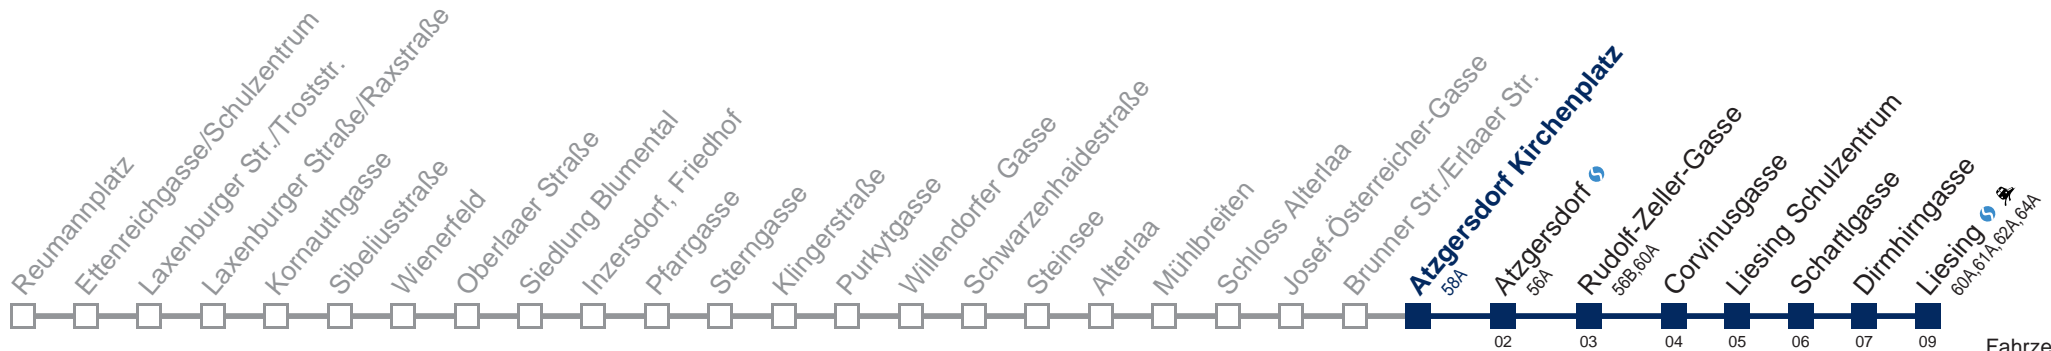 Reumannplatz
Ettenreichgasse/Schulzentrum
Laxenburger Str./Troststr.
Laxenburger Straße/Raxstraße
Kornauthgasse
Sibeliusstraße
Wienerfeld
Oberlaaer Straße
Siedlung Blumental
Inzersdorf, Friedhof
Pfarrgasse
Sterngasse
Klingerstraße
Purkytgasse
Willendorfer Gasse
Schwarzenhaidestraße
Steinsee
Alterlaa
Mühlbreiten
Schloss Alterlaa
Josef-Österreicher-Gasse
Brunner Str./Erlaaer Str.
Atzgersdorf Kirchenplatz
58A
Atzgersdorf
56A
Rudolf-Zeller-Gasse
56B,60A
Corvinusgasse
Liesing Schulzentrum
Schartlgasse
Dirmhirngasse
Liesing
60A,61A,62A,64A
02 03 04 05 06 07 09
Fahrze